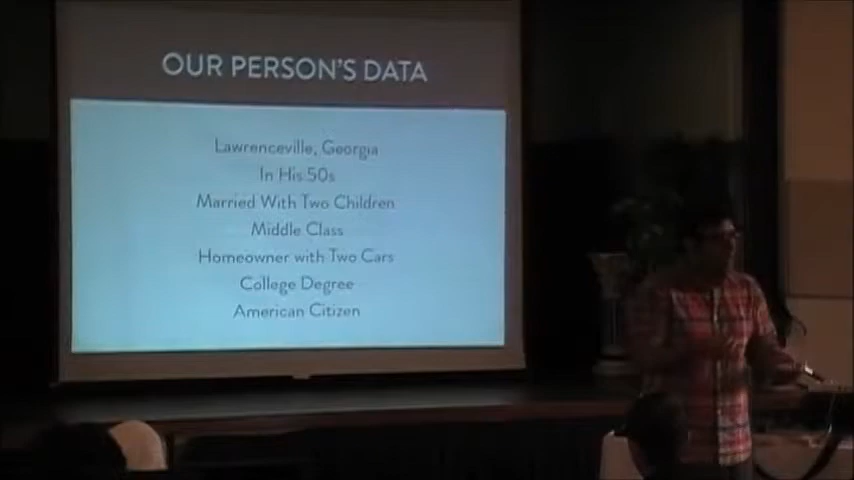 OUR PERSON'S DATA
Lawrenceville, Georgia
In His 50s
Married With Two Children
Middle Class
Homeowner with Two Cars
College Degree
American Citizen